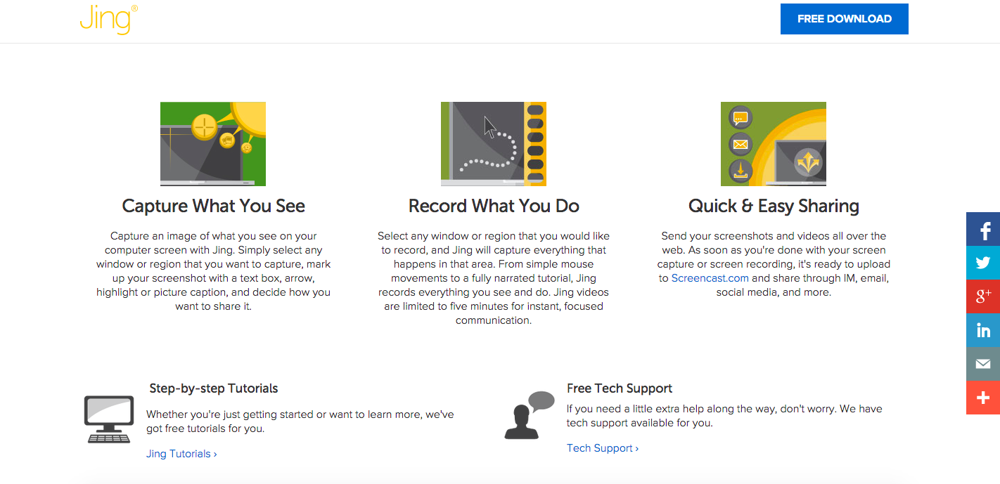 Jing®
FREE DOWNLOAD
Capture What You See
Capture an image of what you see on your
computer screen with Jing. Simply select any
window or region that you want to capture, mark
up your screenshot with a text box, arrow,
highlight or picture caption, and decide how you
want to share it.
Record What You Do
Select any window or region that you would like
to record, and Jing will capture everything that
happens in that area. From simple mouse
movements to a fully narrated tutorial, Jing
records everything you see and do. Jing videos
are limited to five minutes for instant, focused
communication.
Quick & Easy Sharing
Send your screenshots and videos all over the
web. As soon as you're done with your screen
capture or screen recording, it's ready to upload
to Screencast.com and share through IM, email,
social media, and more.
f
g+
in
Step-by-step Tutorials
Whether you're just getting started or want to learn more, we've
got free tutorials for you.
Jing Tutorials ›
Free Tech Support
If you need a little extra help along the way, don't worry. We have
tech support available for you.
Tech Support ›